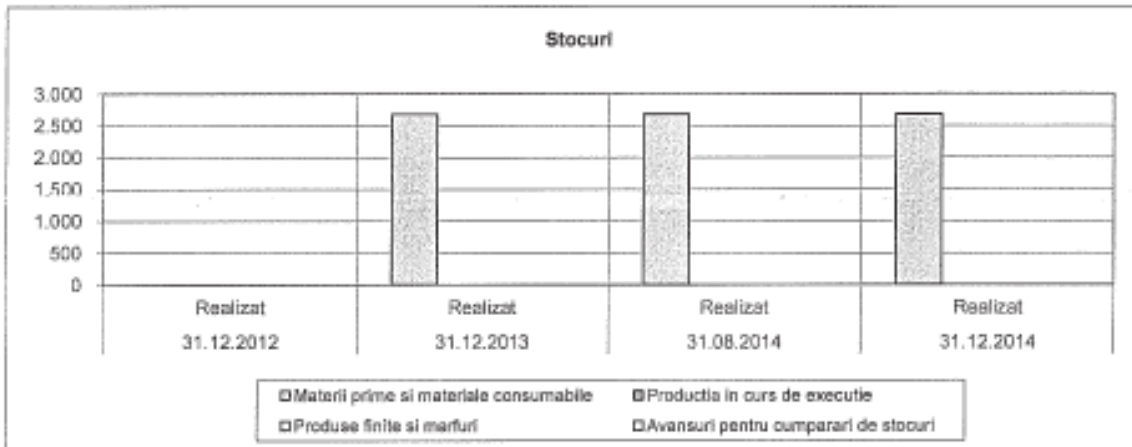 Stocuri
3.000
2.500
2.000
1.500
1.000
500
0
Realizat Realizat Realizat Realizat
31.12.2012 31.12.2013 31.08.2014 31.12.2014
Materii prime si materiale consumabile Productia in curs de executie
Produse finite si marfuri Avansuri pentru cumparari de stocuri